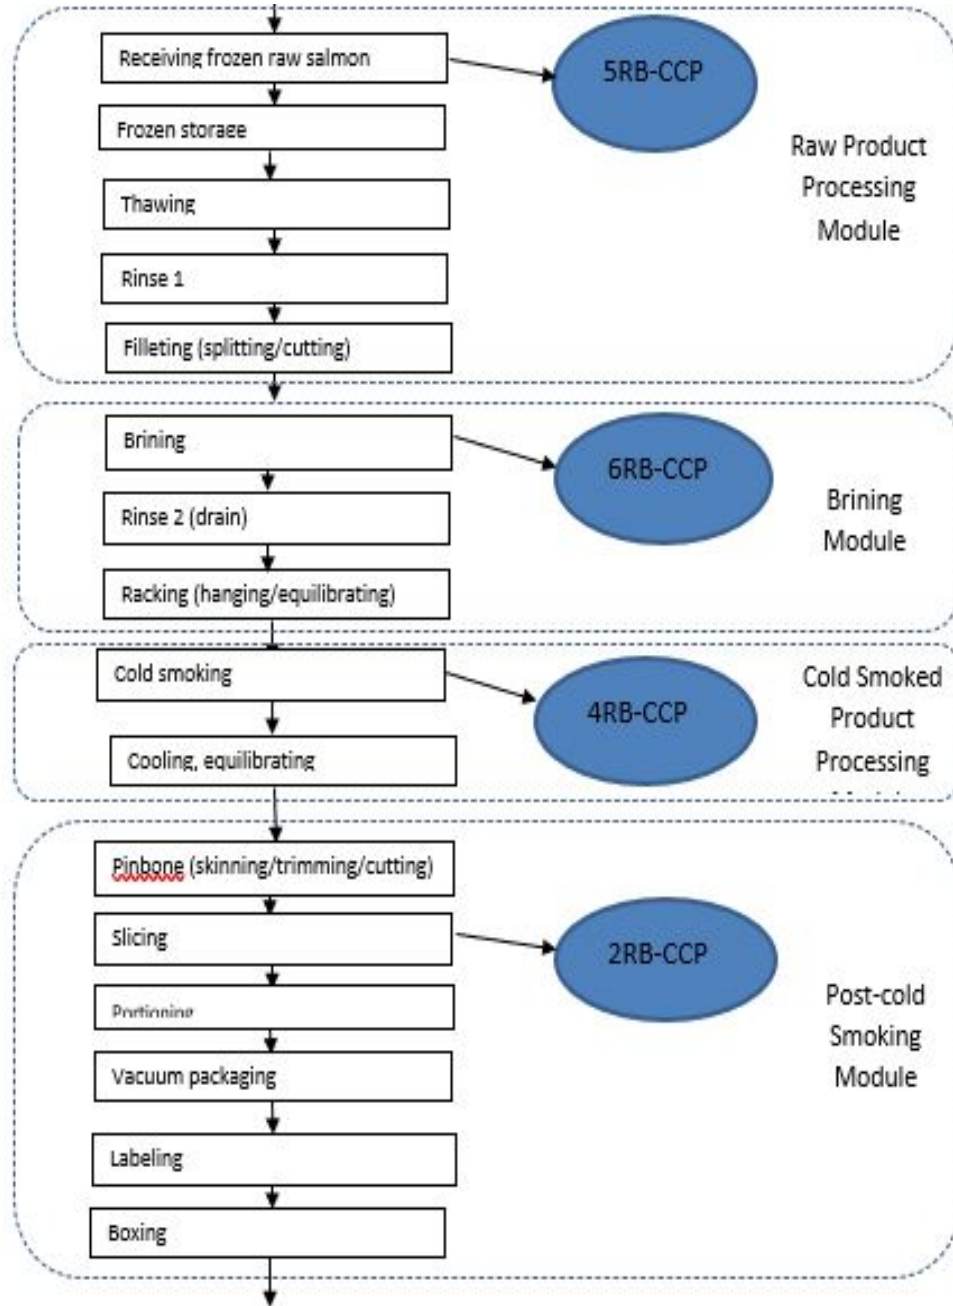 Receiving frozen raw salmon
5RB-CCP
Frozen storage
Raw Product
Processing
Module
Thawing
Rinse 1
Filleting (splitting/cutting)
Brining
6RB-CCP
Rinse 2 (drain)
Brining
Module
Racking (hanging/equilibrating)
Cold smoking
4RB-CCP
Cold Smoked
Product
Processing
Cooling, equilibrating
Pinbone (skinning/trimming/cutting)
Slicing
2RB-CCP
Portioning
Post-cold
Smoking
Module
Vacuum packaging
Labeling
Boxing